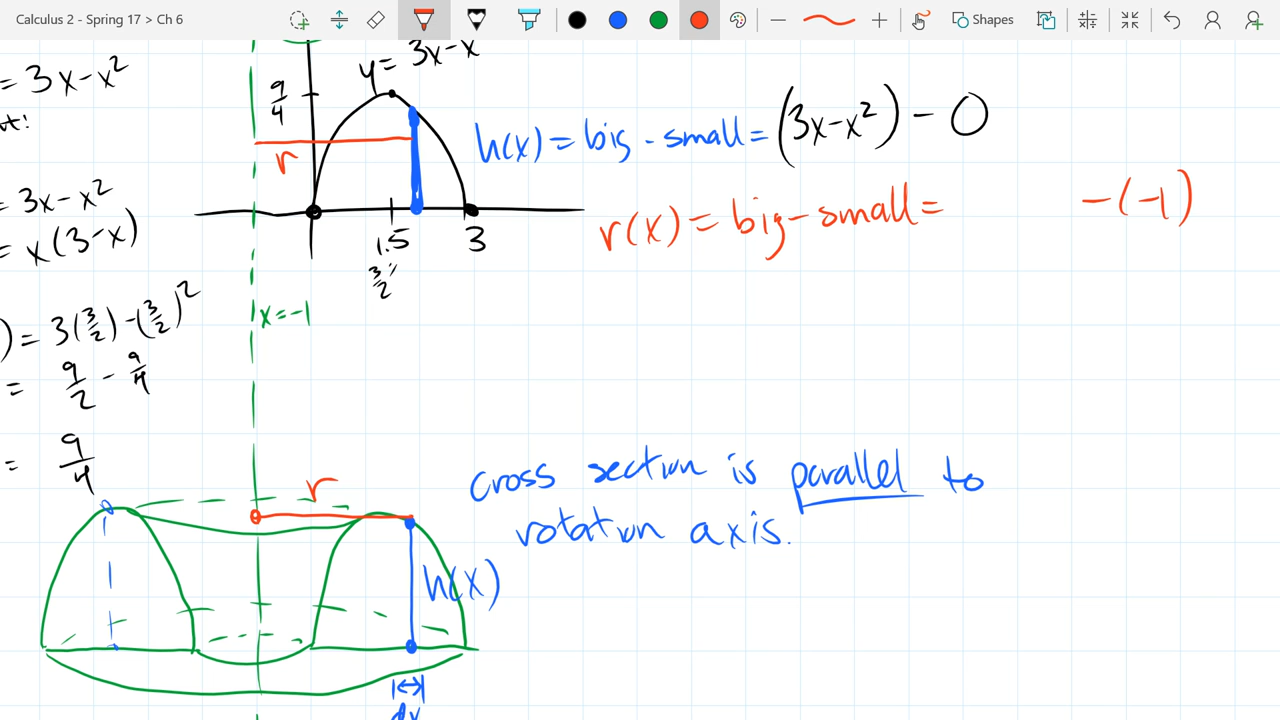 Calculus 2 - Spring 17 > Ch 6
Shapes
= 3x-x²
y = 3x-x
9/4
h(x) = big - small = (3x-x²) - 0
r
r(x) = big - small = -(-1)
= 3x-x²
= x(3-x)
1.5
3
3/2
x = -1
) = 3(3/2) - (3/2)²
= 9/2 - 9/4
= 9/4
r
cross section is parallel to
rotation axis.
h(x)